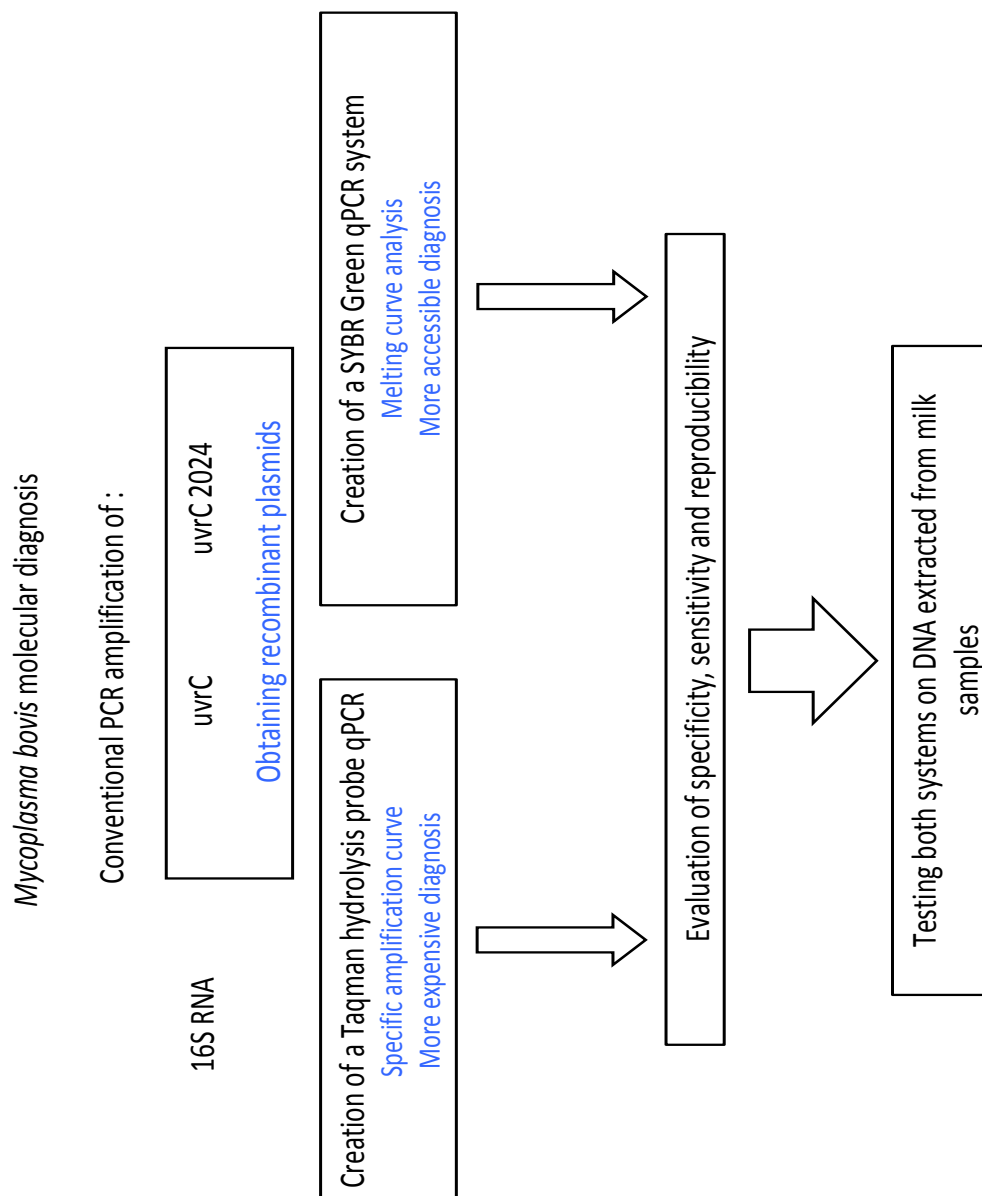 Mycoplasma bovis molecular diagnosis
Conventional PCR amplification of :
16S RNA uvrC uvrC 2024
Obtaining recombinant plasmids
Creation of a Taqman hydrolysis probe qPCR
Specific amplification curve
More expensive diagnosis
Creation of a SYBR Green qPCR system
Melting curve analysis
More accessible diagnosis
Evaluation of specificity, sensitivity and reproducibility
Testing both systems on DNA extracted from milk
samples